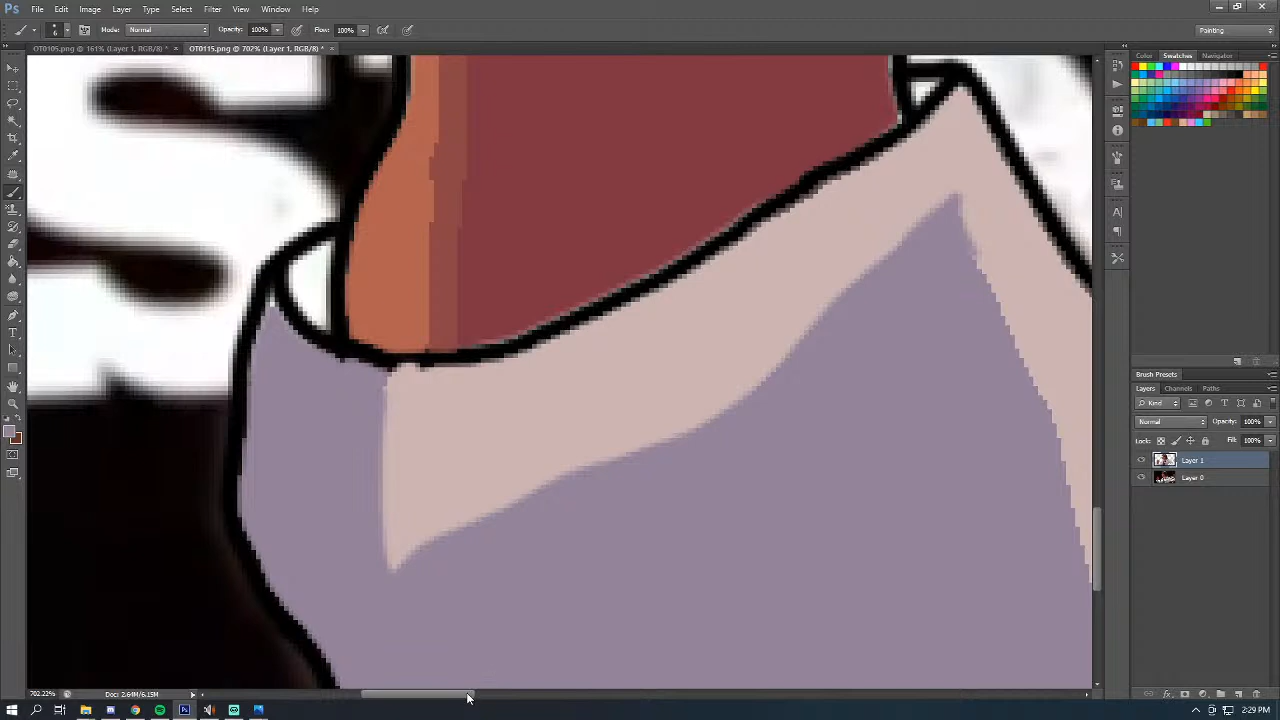 Ps File Edit Image Layer Type Select Filter View Window Help
Mode: Normal Opacity: 100% Flow: 100% Painting
OT0105.png @ 161% (Layer 1, RGB/8) * × OT0115.png @ 702% (Layer 1, RGB/8) * ×
Color Swatches Navigator
Brush Presets
Layers Channels Paths
Kind
Normal Opacity: 100%
Lock: Fill: 100%
Layer 1
Layer 0
702.22% Doc: 2.64M/6.15M
2:29 PM